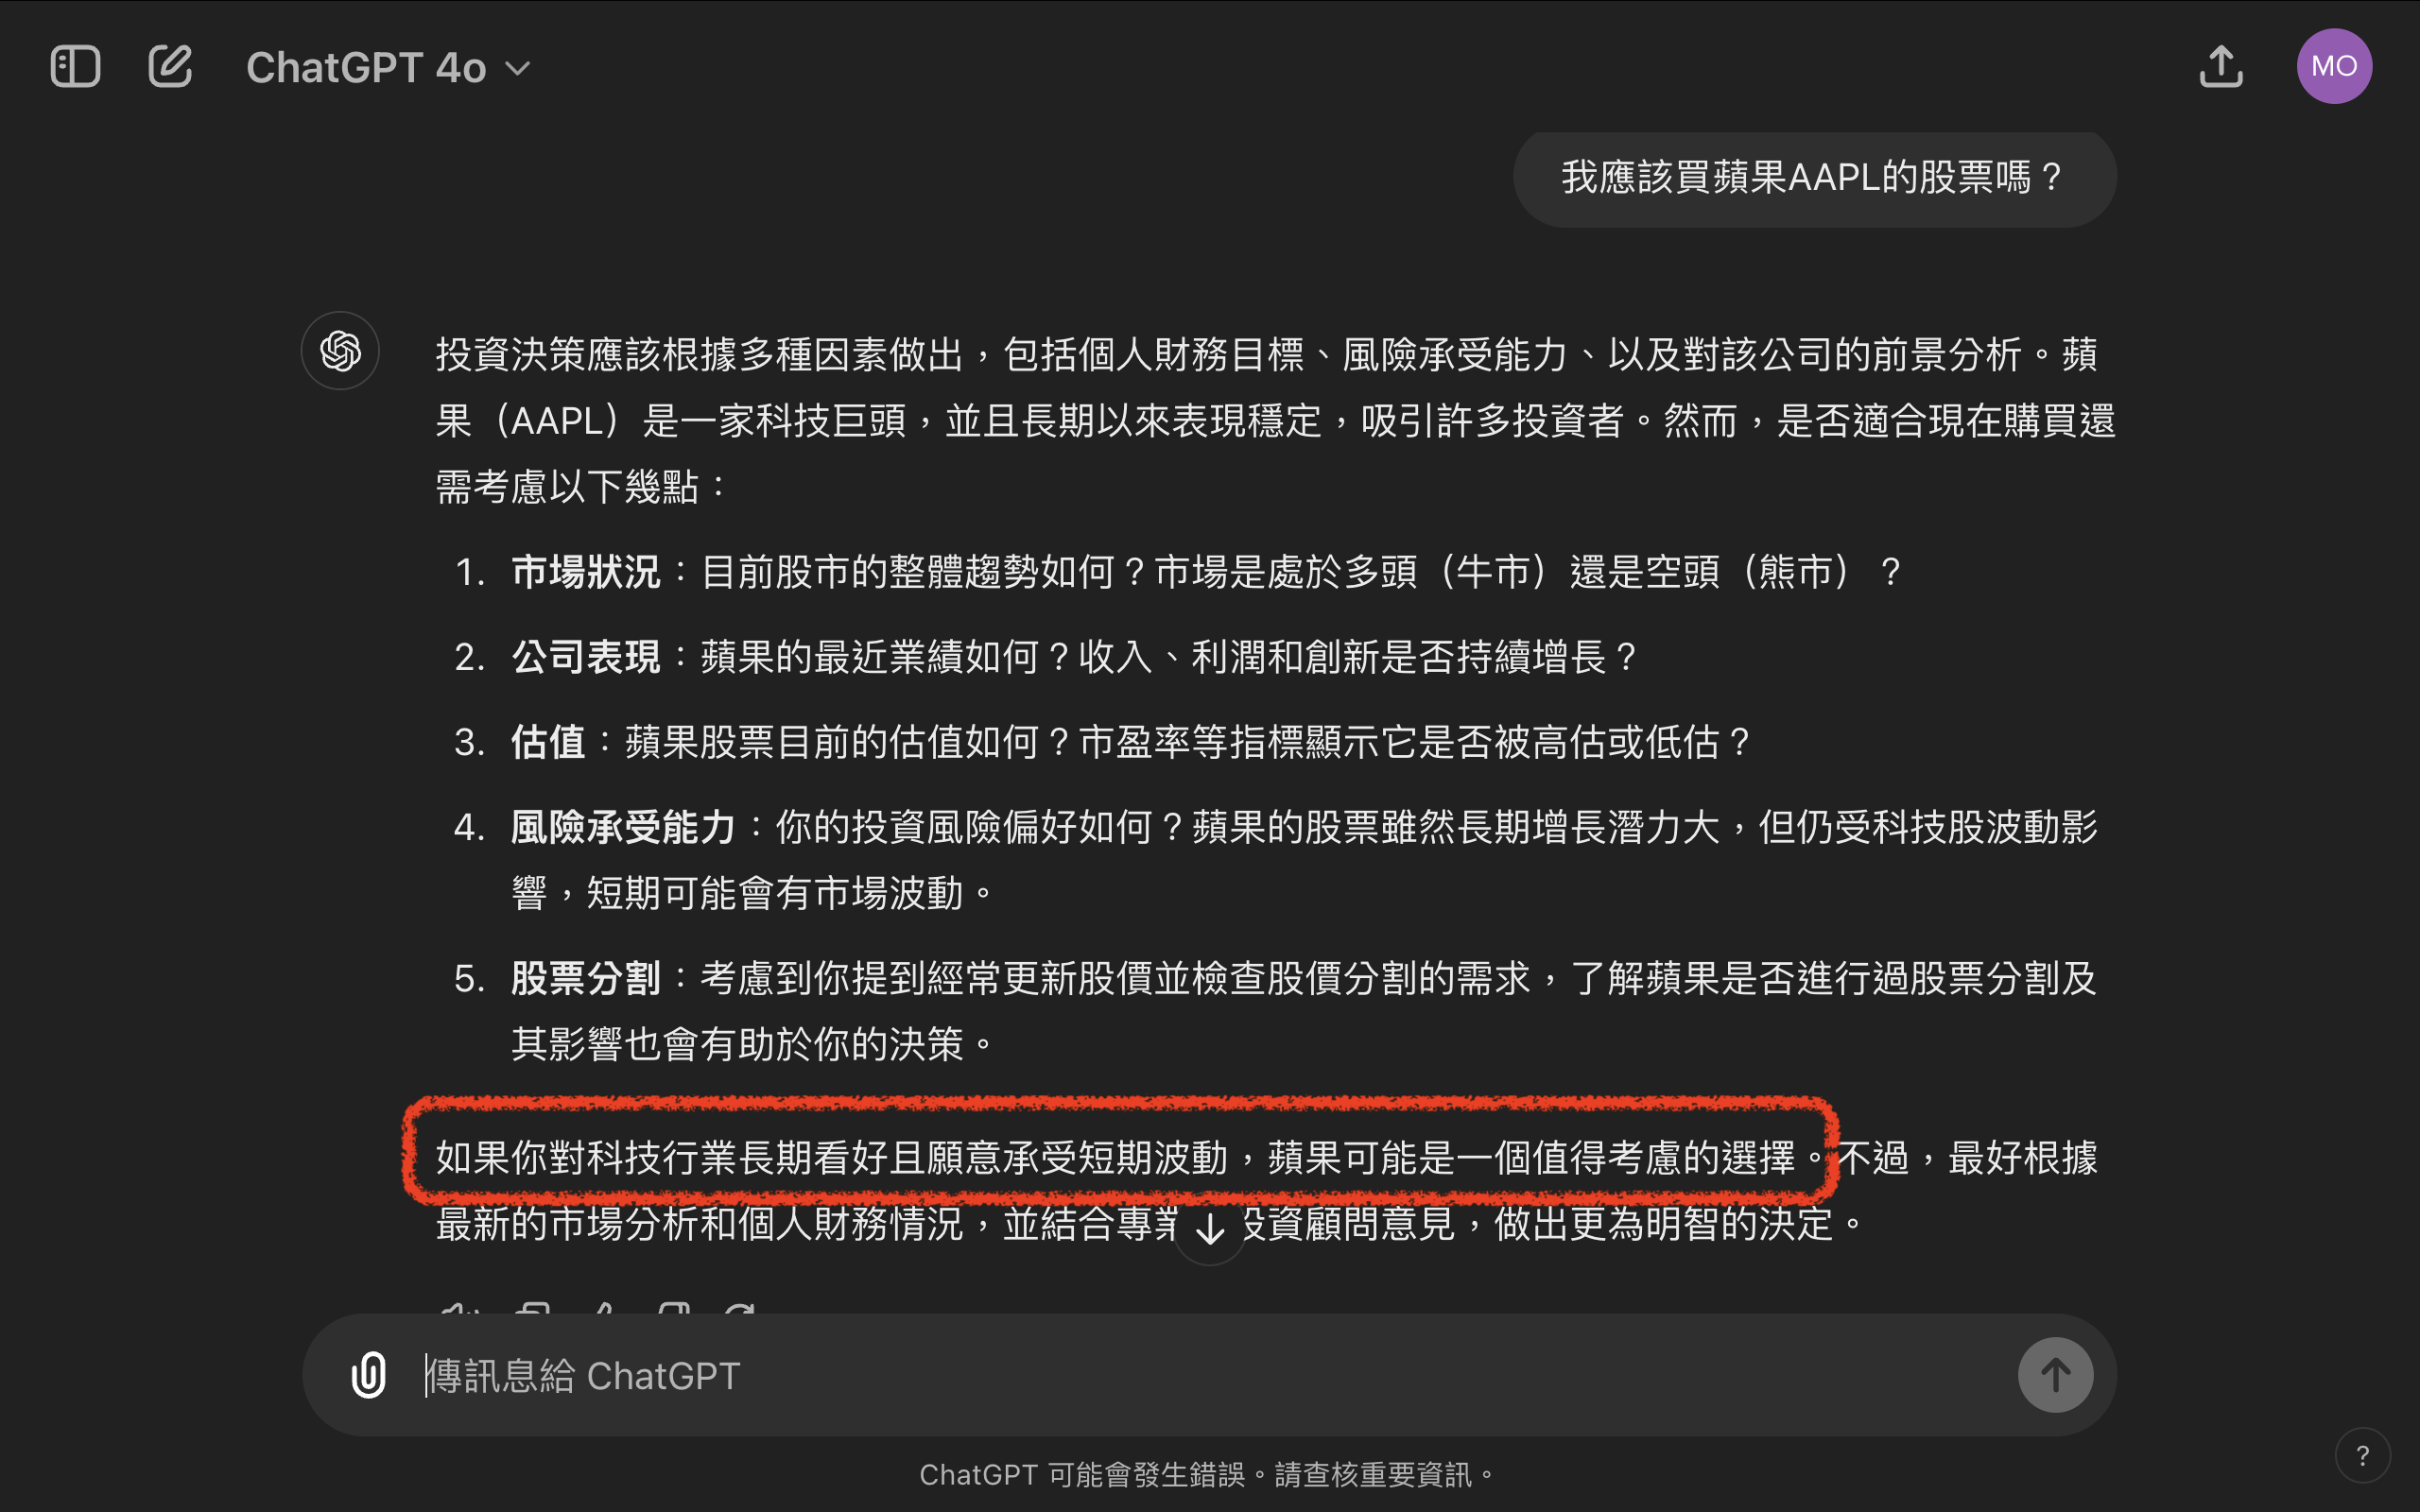 ChatGPT 4o
MO
我應該買蘋果AAPL的股票嗎？
投資決策應該根據多種因素做出，包括個人財務目標、風險承受能力、以及對該公司的前景分析。蘋
果（AAPL）是一家科技巨頭，並且長期以來表現穩定，吸引許多投資者。然而，是否適合現在購買還
需考慮以下幾點：
1. 市場狀況：目前股市的整體趨勢如何？市場是處於多頭（牛市）還是空頭（熊市）？
2. 公司表現：蘋果的最近業績如何？收入、利潤和創新是否持續增長？
3. 估值：蘋果股票目前的估值如何？市盈率等指標顯示它是否被高估或低估？
4. 風險承受能力：你的投資風險偏好如何？蘋果的股票雖然長期增長潛力大，但仍受科技股波動影
響，短期可能會有市場波動。
5. 股票分割：考慮到你提到經常更新股價並檢查股價分割的需求，了解蘋果是否進行過股票分割及
其影響也會有助於你的決策。
如果你對科技行業長期看好且願意承受短期波動，蘋果可能是一個值得考慮的選擇。不過，最好根據
最新的市場分析和個人財務情況，並結合專業投資顧問意見，做出更為明智的決定。
傳訊息給 ChatGPT
ChatGPT 可能會發生錯誤。請查核重要資訊。
?